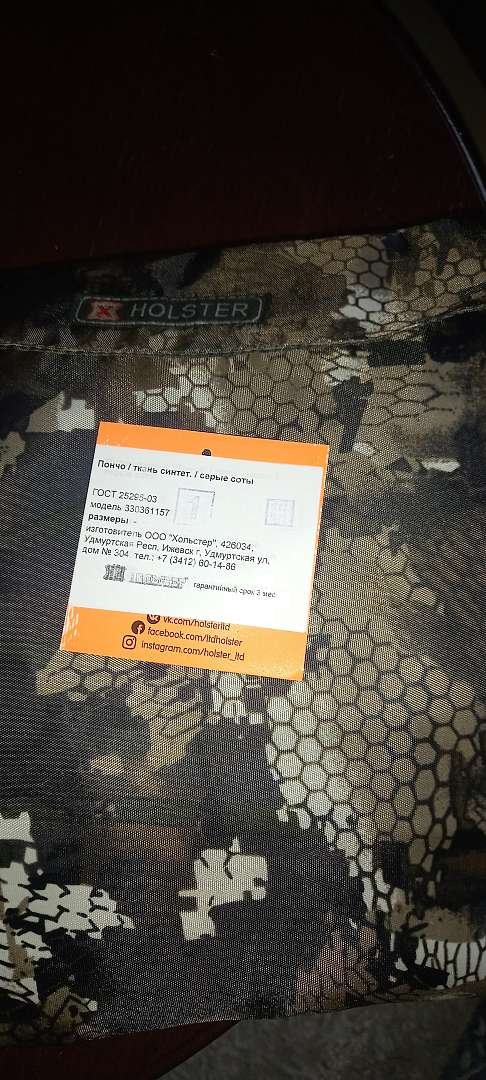 HOLSTER
Пончо / ткань синтет. / серые соты
ГОСТ 25295-03
модель 330361157
размеры -
изготовитель ООО "Хольстер", 426034;
Удмуртская Респ, Ижевск г, Удмуртская ул,
дом № 304, тел.: +7 (3412) 60-14-86
гарантийный срок 3 мес
vk.com/holsterltd
facebook.com/ltdholster
instagram.com/holster_ltd